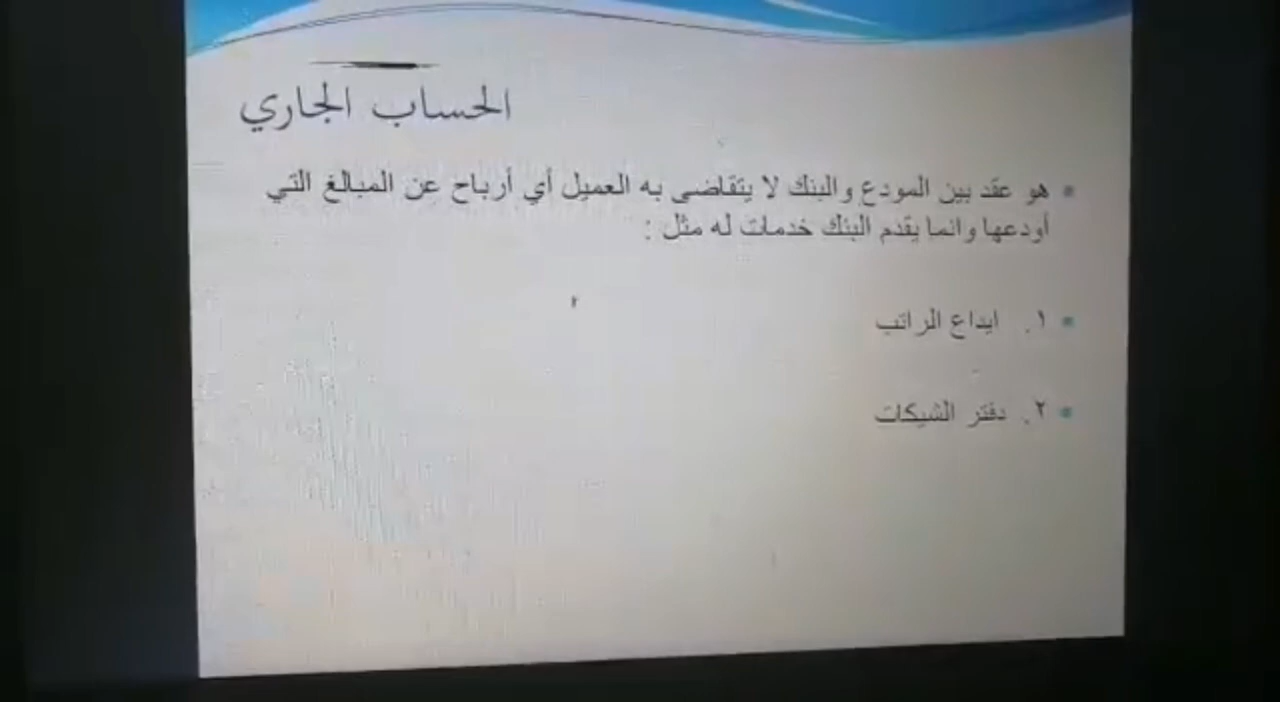 الحساب الجاري
هو عقد بين المودع والبنك لا يتقاضى به العميل أي أرباح عن المبالغ التي
أودعها وانما يقدم البنك خدمات له مثل :
١. ايداع الراتب
٢. دفتر الشيكات